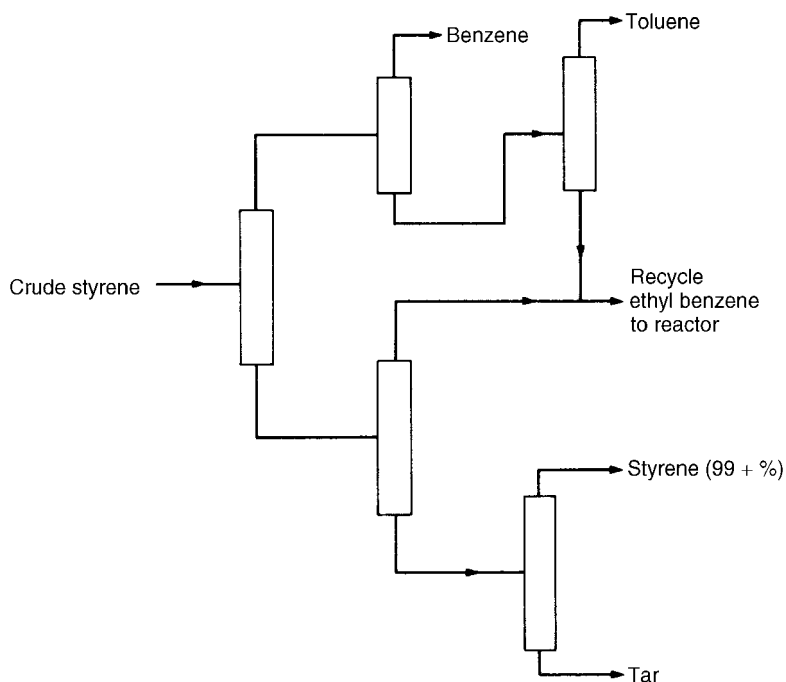 Benzene
Toluene
Crude styrene
Recycle
ethyl benzene
to reactor
Styrene (99 + %)
Tar